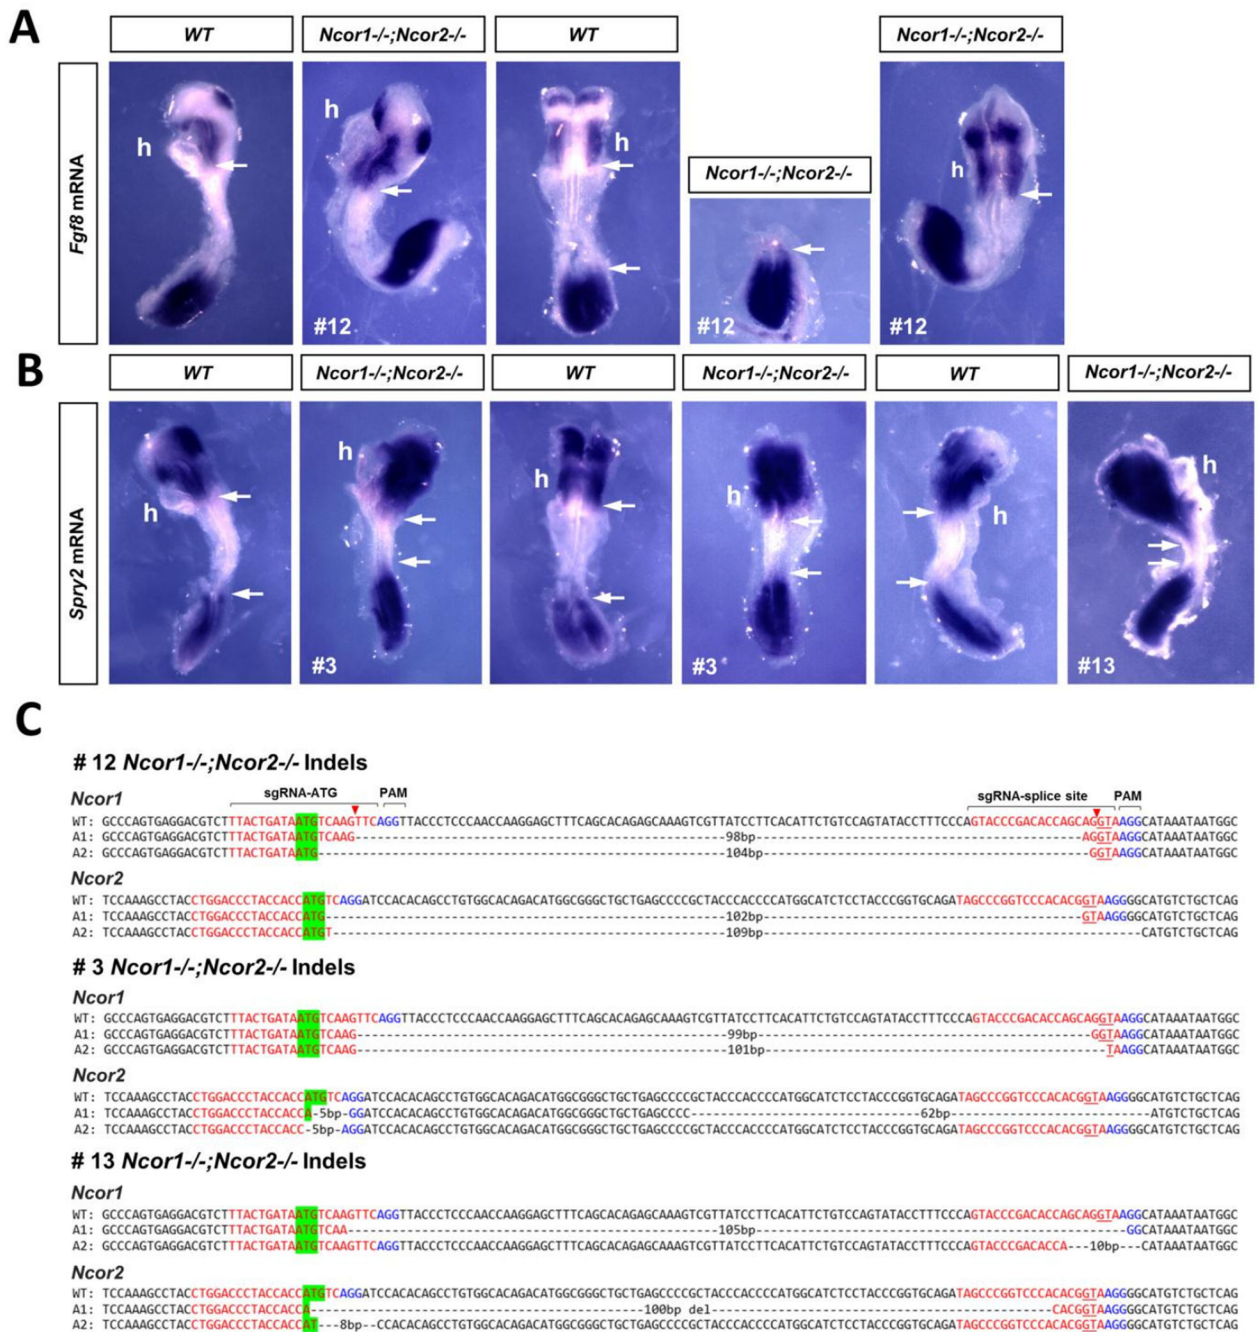 A
WT
Ncor1-/-;Ncor2-/-
WT
Ncor1-/-;Ncor2-/-
Ncor1-/-;Ncor2-/-
Fgf8 mRNA
h
h
h
h
#12
#12
#12
B
WT
Ncor1-/-;Ncor2-/-
WT
Ncor1-/-;Ncor2-/-
WT
Ncor1-/-;Ncor2-/-
Spry2 mRNA
h
h
h
h
h
h
#3
#3
#13
C
# 12 Ncor1-/-;Ncor2-/- Indels
sgRNA-ATG PAM sgRNA-splice site PAM
Ncor1
WT: GCCCAGTGAGGACGTCTTTACTGATAATGTCAAGTTCAGGTTACCCTCCCAACCAAGGAGCTTTCAGCACAGAGCAAAGTCGTTATCCTTCACATTCTGTCCAGTATACCTTTCCCAGTACCCGACACCAGCAGGTAAGGCATAAATAATGGC
A1: GCCCAGTGAGGACGTCTTTACTGATAATGTCAAG--------------------------------------------------98bp-------------------------------------------AGGTAAGGCATAAATAATGGC
A2: GCCCAGTGAGGACGTCTTTACTGATAATG-------------------------------------------------------104bp-------------------------------------------GGTAAGGCATAAATAATGGC
Ncor2
WT: TCCAAAGCCTACCTGGACCCTACCACCATGTCAGGATCCACACAGCCTGTGGCACAGACATGGCGGGCTGCTGAGCCCCGCTACCCACCCCATGGCATCTCCTACCCGGTGCAGATAGCCCGGTCCCACACGGTAAGGGGCATGTCTGCTCAG
A1: TCCAAAGCCTACCTGGACCCTACCACCATG------------------------------------------------------102bp------------------------------------------GTAAGGGGCATGTCTGCTCAG
A2: TCCAAAGCCTACCTGGACCCTACCACCATGT-----------------------------------------------------109bp--------------------------------------------------CATGTCTGCTCAG
# 3 Ncor1-/-;Ncor2-/- Indels
Ncor1
WT: GCCCAGTGAGGACGTCTTTACTGATAATGTCAAGTTCAGGTTACCCTCCCAACCAAGGAGCTTTCAGCACAGAGCAAAGTCGTTATCCTTCACATTCTGTCCAGTATACCTTTCCCAGTACCCGACACCAGCAGGTAAGGCATAAATAATGGC
A1: GCCCAGTGAGGACGTCTTTACTGATAATGTCAAG--------------------------------------------------99bp--------------------------------------------GGTAAGGCATAAATAATGGC
A2: GCCCAGTGAGGACGTCTTTACTGATAATGTCAAG--------------------------------------------------101bp---------------------------------------------TAAGGCATAAATAATGGC
Ncor2
WT: TCCAAAGCCTACCTGGACCCTACCACCATGTCAGGATCCACACAGCCTGTGGCACAGACATGGCGGGCTGCTGAGCCCCGCTACCCACCCCATGGCATCTCCTACCCGGTGCAGATAGCCCGGTCCCACACGGTAAGGGGCATGTCTGCTCAG
A1: TCCAAAGCCTACCTGGACCCTACCACCA-5bp-GGATCCACACAGCCTGTGGCACAGACATGGCGGGCTGCTGAGCCCC-------------------------------62bp---------------------------ATGTCTGCTCAG
A2: TCCAAAGCCTACCTGGACCCTACCACC-5bp-AGGATCCACACAGCCTGTGGCACAGACATGGCGGGCTGCTGAGCCCCGCTACCCACCCCATGGCATCTCCTACCCGGTGCAGATAGCCCGGTCCCACACGGTAAGGGGCATGTCTGCTCAG
# 13 Ncor1-/-;Ncor2-/- Indels
Ncor1
WT: GCCCAGTGAGGACGTCTTTACTGATAATGTCAAGTTCAGGTTACCCTCCCAACCAAGGAGCTTTCAGCACAGAGCAAAGTCGTTATCCTTCACATTCTGTCCAGTATACCTTTCCCAGTACCCGACACCAGCAGGTAAGGCATAAATAATGGC
A1: GCCCAGTGAGGACGTCTTTACTGATAATGTCAA--------------------------------------------------105bp-------------------------------------------------GGCATAAATAATGGC
A2: GCCCAGTGAGGACGTCTTTACTGATAATGTCAAGTTCAGGTTACCCTCCCAACCAAGGAGCTTTCAGCACAGAGCAAAGTCGTTATCCTTCACATTCTGTCCAGTATACCTTTCCCAGTACCCGACACCA---10bp---CATAAATAATGGC
Ncor2
WT: TCCAAAGCCTACCTGGACCCTACCACCATGTCAGGATCCACACAGCCTGTGGCACAGACATGGCGGGCTGCTGAGCCCCGCTACCCACCCCATGGCATCTCCTACCCGGTGCAGATAGCCCGGTCCCACACGGTAAGGGGCATGTCTGCTCAG
A1: TCCAAAGCCTACCTGGACCCTACCACCA---------------------------------------------100bp del----------------------------------------------CACGGTAAGGGGCATGTCTGCTCAG
A2: TCCAAAGCCTACCTGGACCCTACCACCAT---8bp--CCACACAGCCTGTGGCACAGACATGGCGGGCTGCTGAGCCCCGCTACCCACCCCATGGCATCTCCTACCCGGTGCAGATAGCCCGGTCCCACACGGTAAGGGGCATGTCTGCTCAG